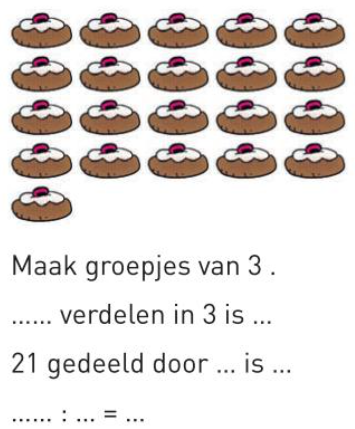 Maak groepjes van 3 .
...... verdelen in 3 is ...
21 gedeeld door ... is ...
...... : ... = ...